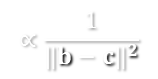 ∝ 1 / ‖𝐛 − 𝐜‖²